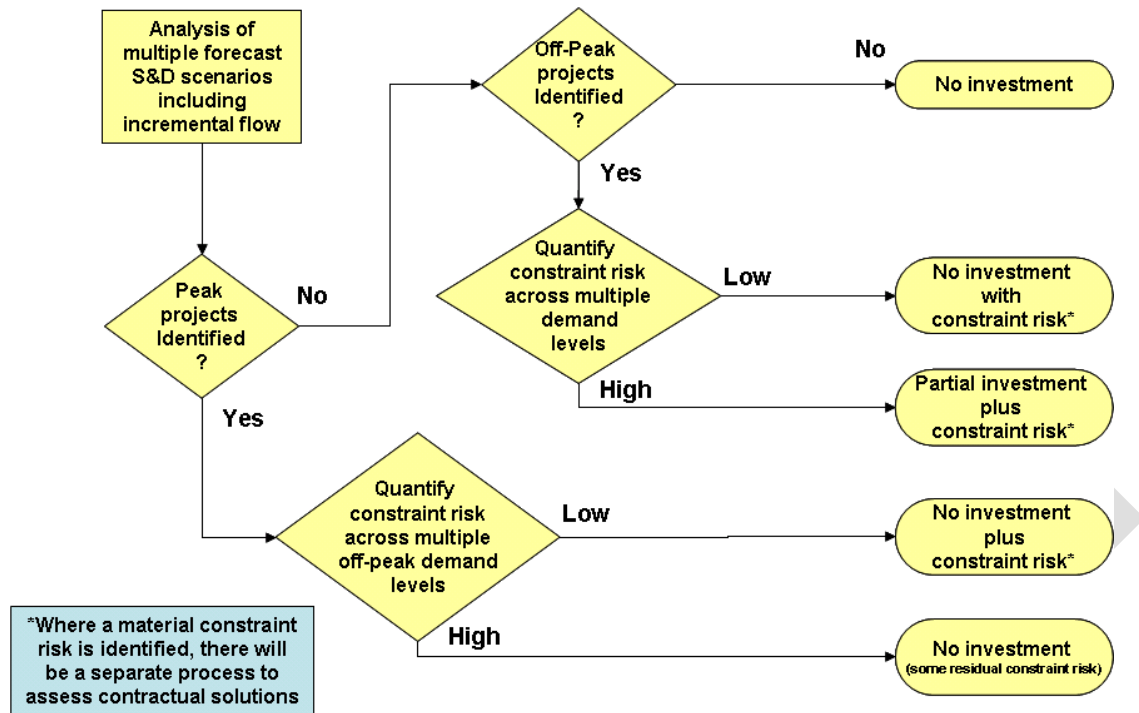 Analysis of
multiple forecast
S&D scenarios
including
incremental flow
Off-Peak
projects
Identified
?
No
No investment
Yes
Quantify
constraint risk
across multiple
demand
levels
Low
No investment
with
constraint risk*
High
Partial investment
plus
constraint risk*
Peak
projects
Identified
?
No
Yes
Quantify
constraint risk
across multiple
off-peak demand
levels
Low
No investment
plus
constraint risk*
High
No investment
(some residual constraint risk)
*Where a material constraint
risk is identified, there will
be a separate process to
assess contractual solutions